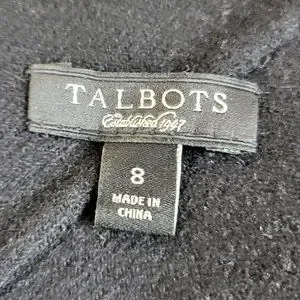 TALBOTS
Established 1947
8
MADE IN
CHINA